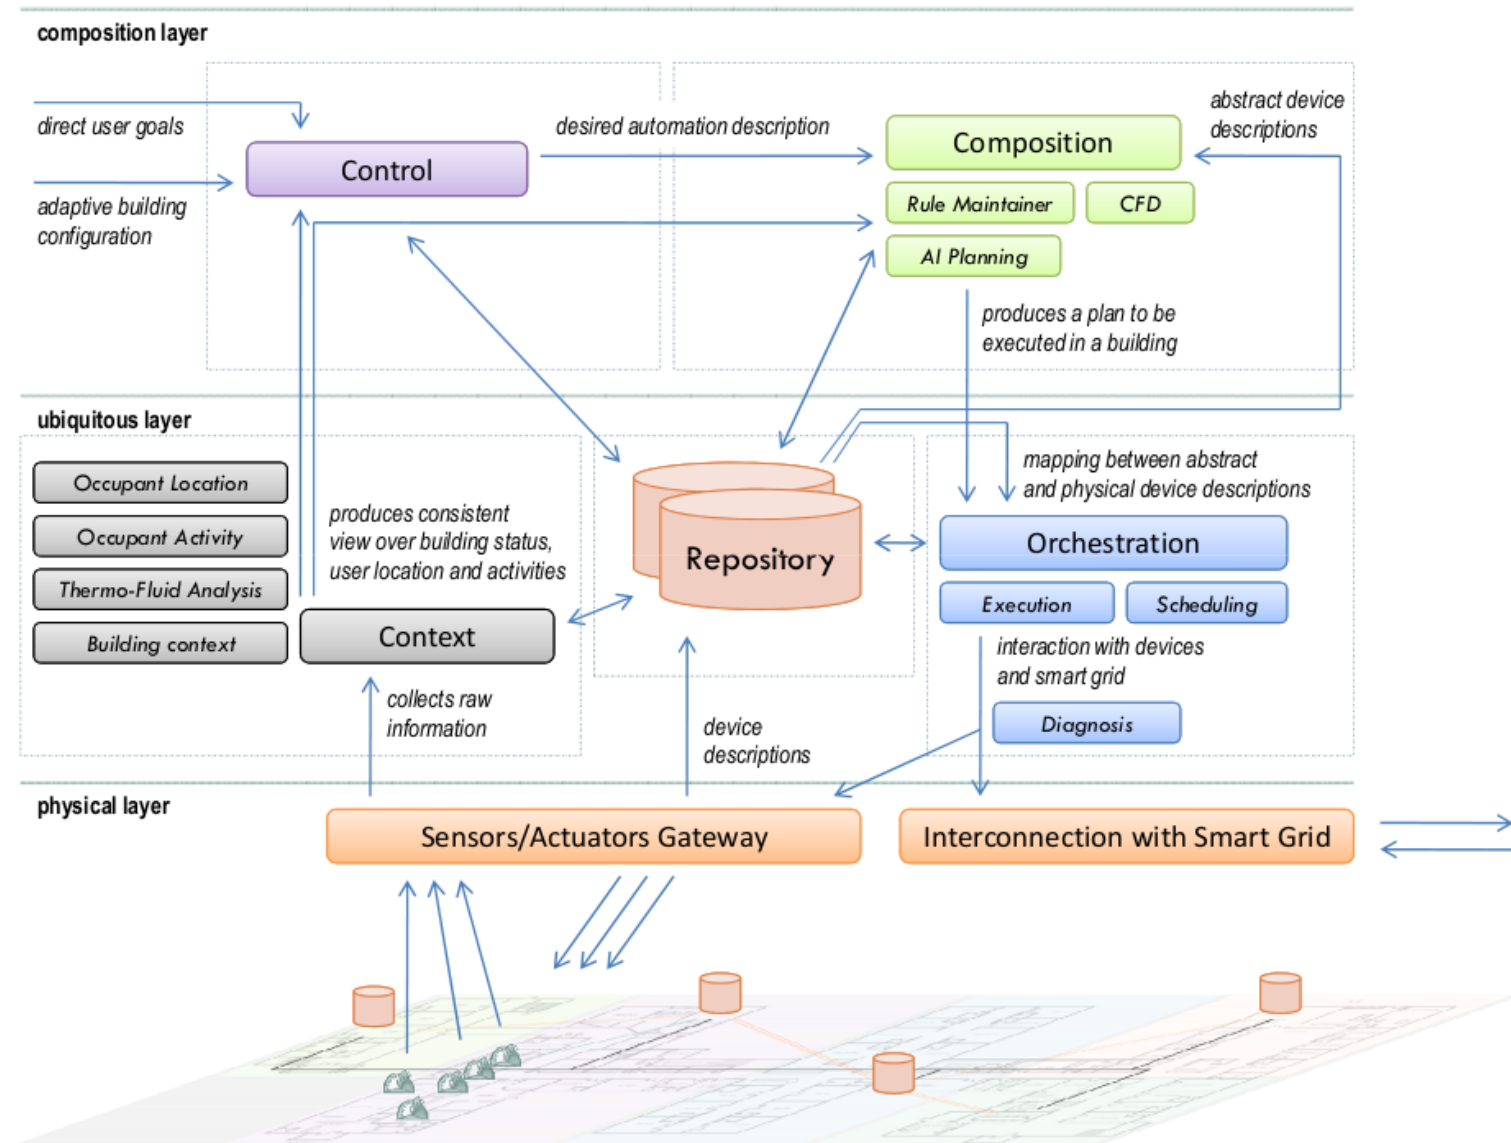 composition layer
direct user goals
adaptive building
configuration
Control
desired automation description
Composition
Rule Maintainer
CFD
AI Planning
abstract device
descriptions
produces a plan to be
executed in a building
ubiquitous layer
Occupant Location
Occupant Activity
Thermo-Fluid Analysis
Building context
produces consistent
view over building status,
user location and activities
Context
Repository
mapping between abstract
and physical device descriptions
Orchestration
Execution
Scheduling
interaction with devices
and smart grid
Diagnosis
collects raw
information
device
descriptions
physical layer
Sensors/Actuators Gateway
Interconnection with Smart Grid